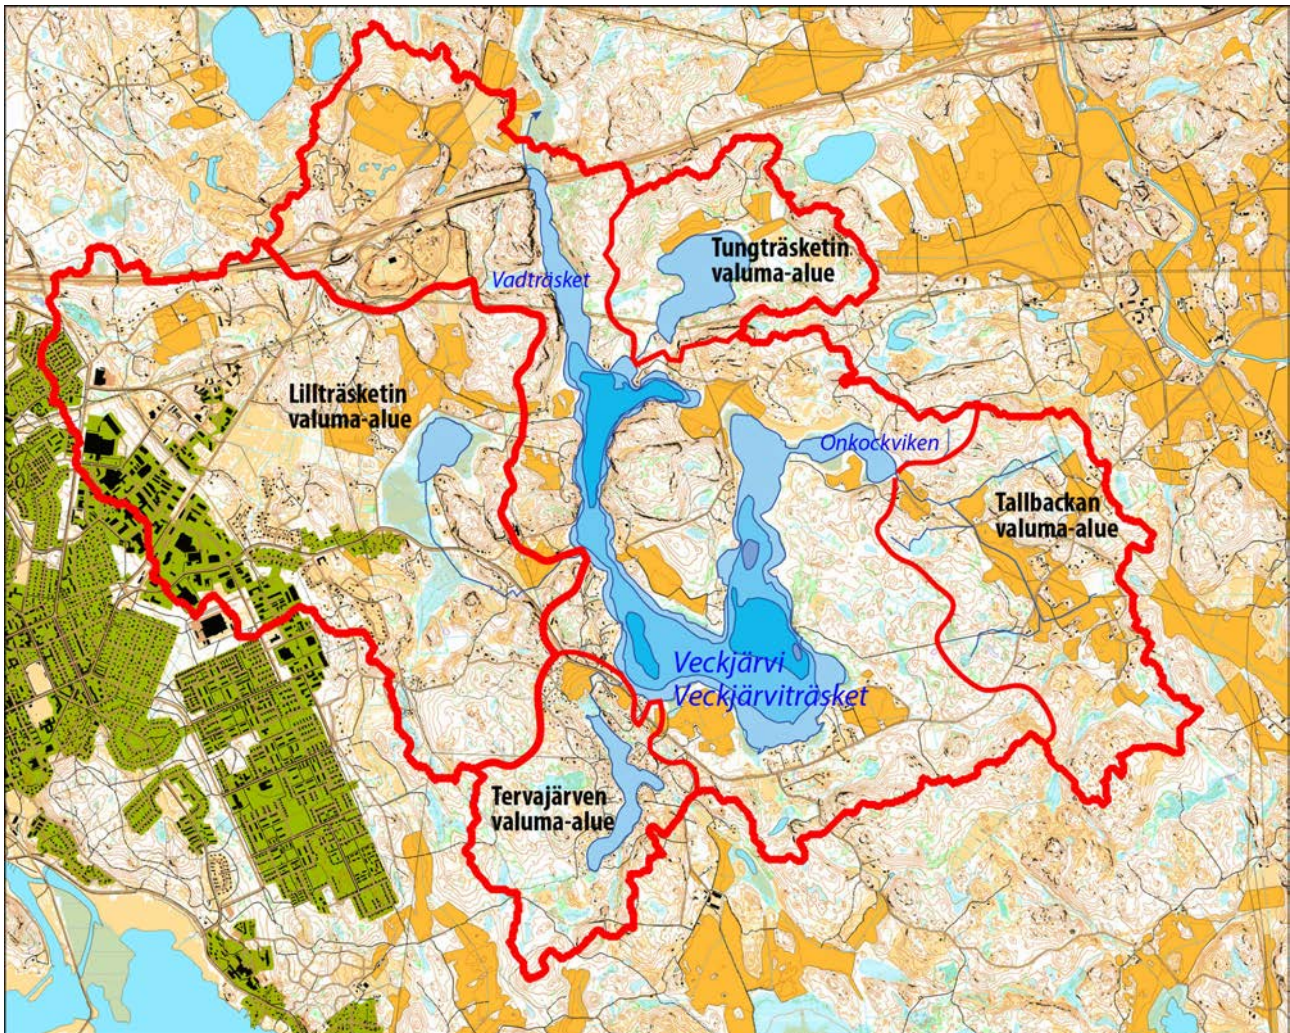 Tungträsketin
valuma-alue
Vadträsket
Lillträsketin
valuma-alue
Onkockviken
Tallbackan
valuma-alue
Veckjärvi
Veckjärviträsket
Tervajärven
valuma-alue